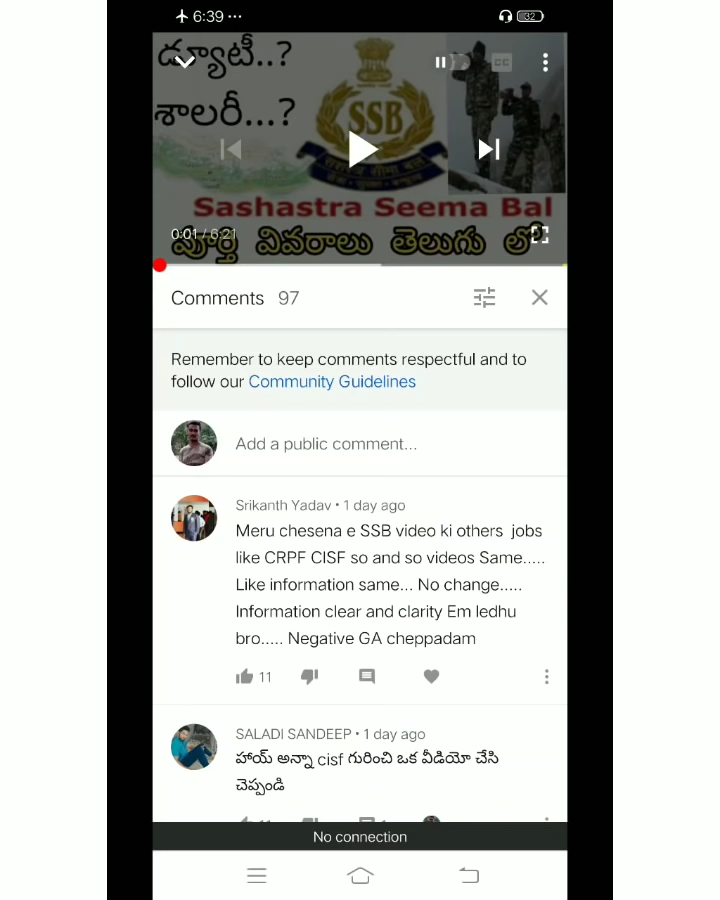 6:39 ...
32
డ్యూటీ..?
CC
శాలరీ...?
SSB
Sashastra Seema Bal
0:01 / 6:21
పూర్తి వివరాలు తెలుగు లో
Comments 97
Remember to keep comments respectful and to
follow our Community Guidelines
Add a public comment...
Srikanth Yadav • 1 day ago
Meru chesena e SSB video ki others jobs
like CRPF CISF so and so videos Same.....
Like information same... No change.....
Information clear and clarity Em ledhu
bro..... Negative GA cheppadam
11
SALADI SANDEEP • 1 day ago
హాయ్ అన్నా cisf గురించి ఒక వీడియో చేసి
చెప్పండి
No connection